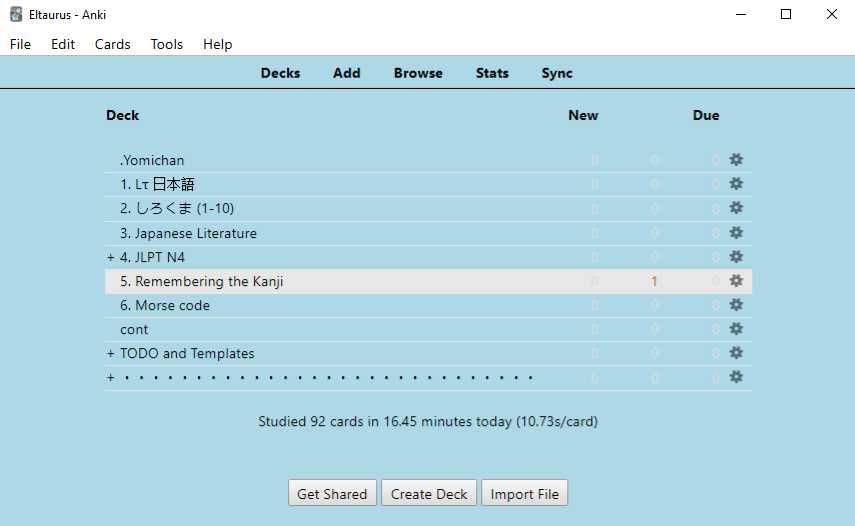 Eltaurus - Anki
File Edit Cards Tools Help
Decks Add Browse Stats Sync
Deck New Due
.Yomichan 0 0 0
1. Lτ 日本語 0 0 0
2. しろくま (1-10) 0 0 0
3. Japanese Literature 0 0 0
+ 4. JLPT N4 0 0 0
5. Remembering the Kanji 0 1 0
6. Morse code 0 0 0
cont 0 0 0
+ TODO and Templates 0 0 0
+ • • • • • • • • • • • • • • • • • • • • • • • • • • • • • 0 0 0
Studied 92 cards in 16.45 minutes today (10.73s/card)
Get Shared Create Deck Import File